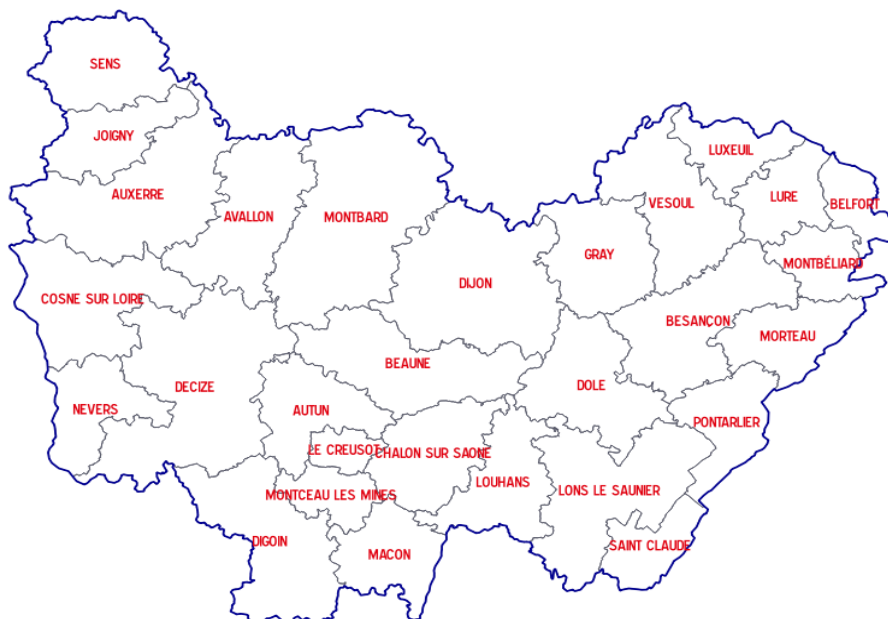 SENS
JOIGNY
LUXEUIL
AUXERRE
LURE
VESOUL
BELFORT
AVALLON
MONTBARD
GRAY
MONTBÉLIARD
DIJON
COSNE SUR LOIRE
BESANÇON
MORTEAU
BEAUNE
DECIZE
DOLE
NEVERS
AUTUN
PONTARLIER
LE CREUSOT
CHALON SUR SAONE
LOUHANS
LONS LE SAUNIER
MONTCEAU LES MINES
DIGOIN
SAINT CLAUDE
MACON